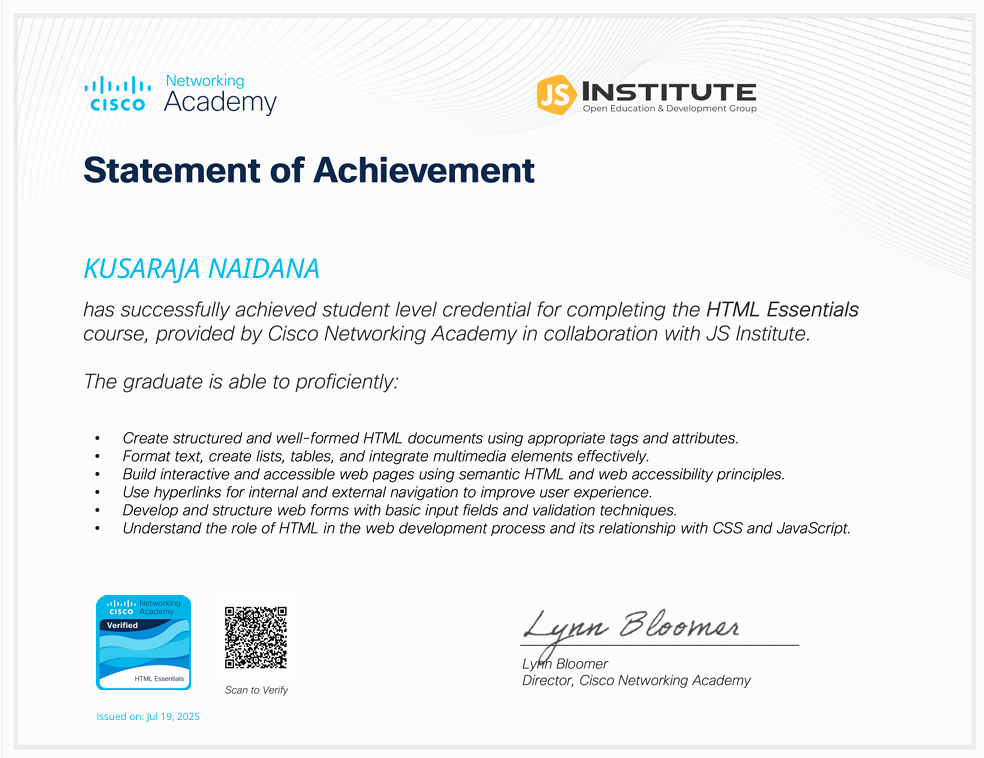 Networking
CISCO Academy
JS INSTITUTE
Open Education & Development Group
Statement of Achievement
KUSARAJA NAIDANA
has successfully achieved student level credential for completing the HTML Essentials
course, provided by Cisco Networking Academy in collaboration with JS Institute.
The graduate is able to proficiently:
• Create structured and well-formed HTML documents using appropriate tags and attributes.
• Format text, create lists, tables, and integrate multimedia elements effectively.
• Build interactive and accessible web pages using semantic HTML and web accessibility principles.
• Use hyperlinks for internal and external navigation to improve user experience.
• Develop and structure web forms with basic input fields and validation techniques.
• Understand the role of HTML in the web development process and its relationship with CSS and JavaScript.
Networking
CISCO Academy
Verified
HTML Essentials
Scan to Verify
Issued on: Jul 19, 2025
Lynn Bloomer
Lynn Bloomer
Director, Cisco Networking Academy